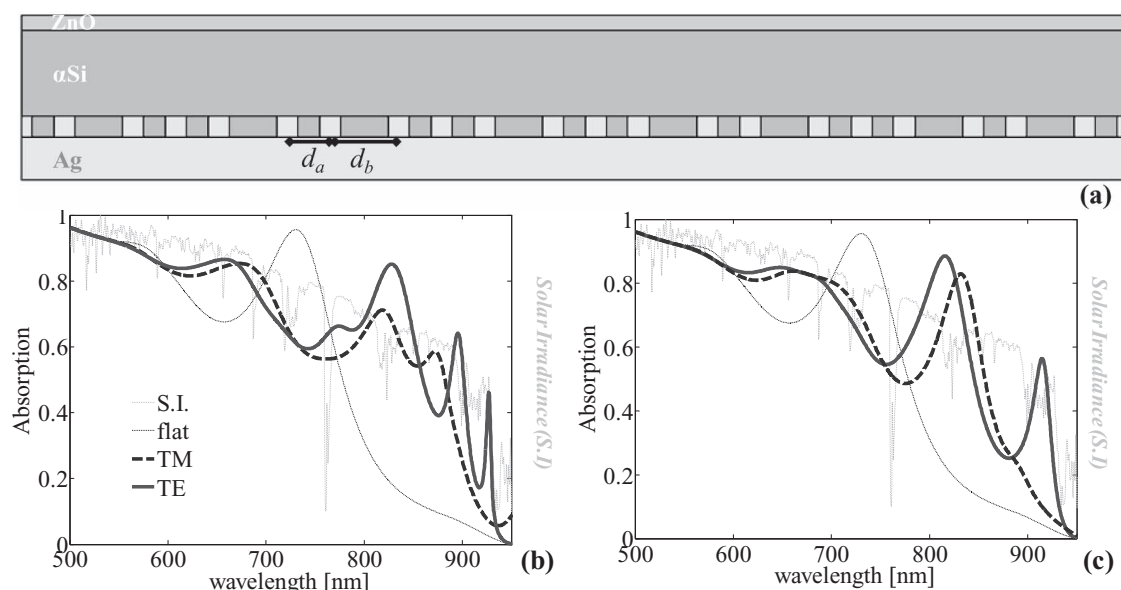 ZnO
αSi
d_a d_b
Ag
(a)
1
0.8
0.6
0.4
0.2
0
Absorption
S.I.
flat
TM
TE
500 600 700 800 900
wavelength [nm]
Solar Irradiance (S.I)
(b)
1
0.8
0.6
0.4
0.2
0
Absorption
500 600 700 800 900
wavelength [nm]
Solar Irradiance (S.I)
(c)